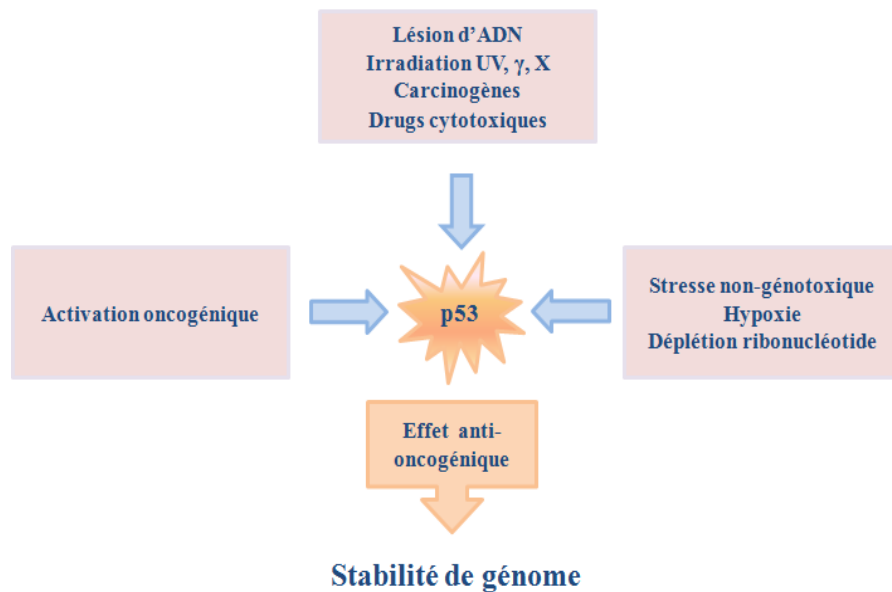 Lésion d'ADN
Irradiation UV, γ, X
Carcinogènes
Drugs cytotoxiques
Activation oncogénique
p53
Stresse non-génotoxique
Hypoxie
Déplétion ribonucléotide
Effet anti-
oncogénique
Stabilité de génome